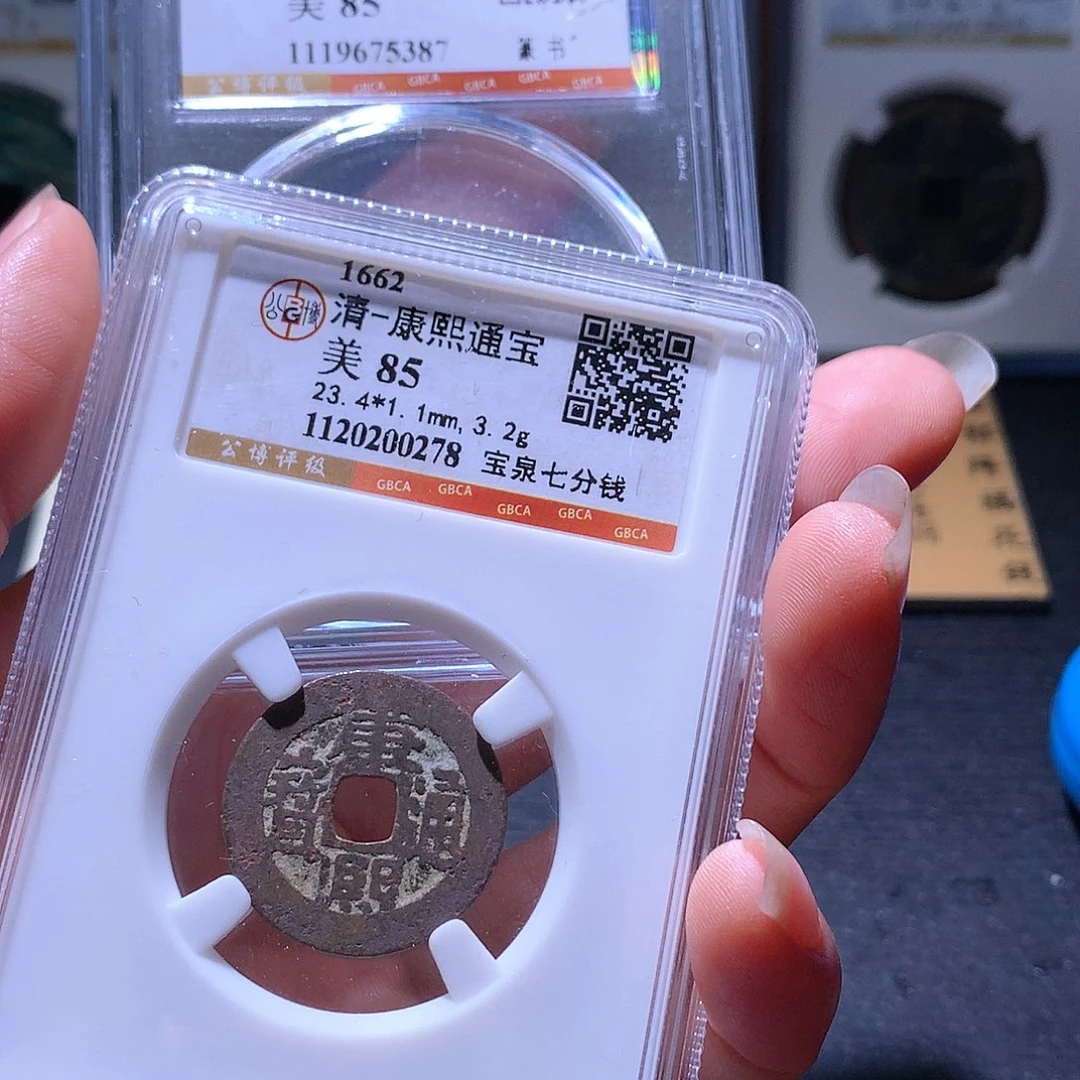 美 85
1119675387 篆书
公博评级
1662
清-康熙通宝
美 85
23.4*1.1mm, 3.2g
1120200278 宝泉七分钱
公博评级 GBCA GBCA GBCA GBCA GBCA
康熙通寳